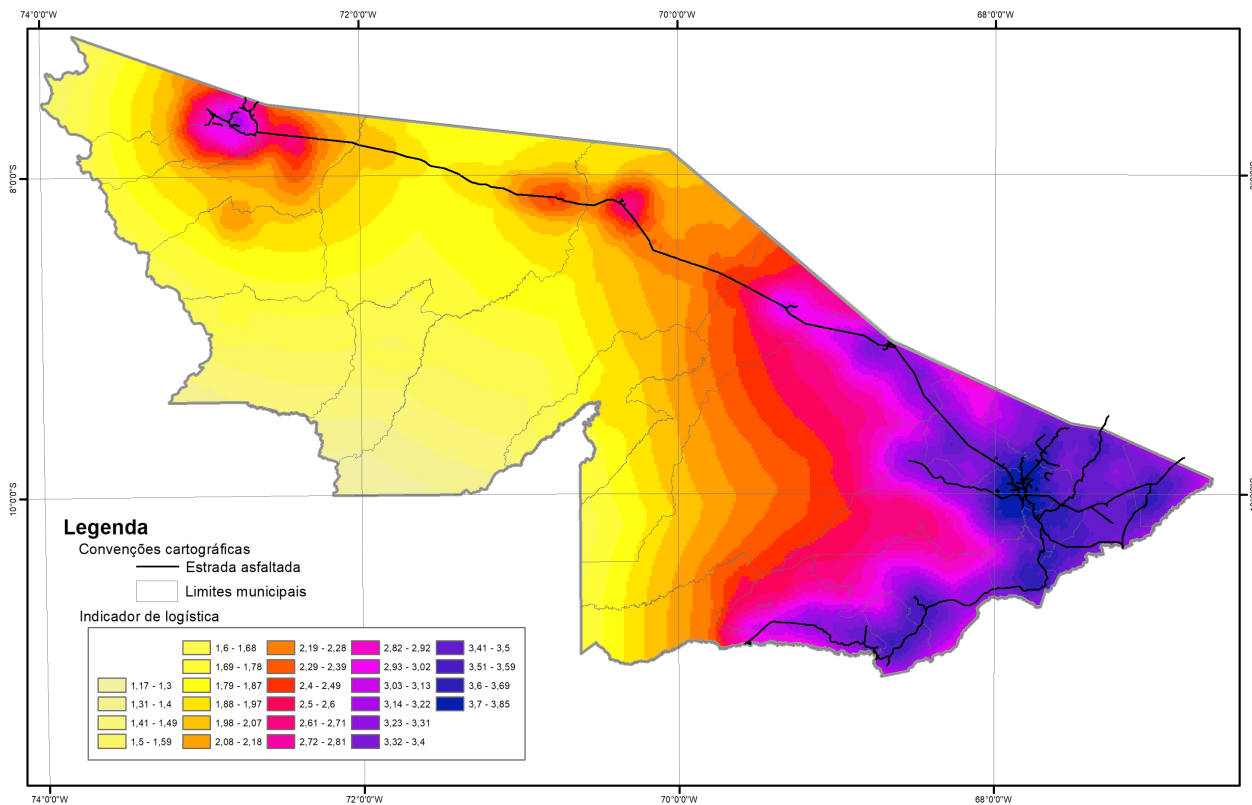 74°0'0"W 72°0'0"W 70°0'0"W 68°0'0"W
8°0'0"S
10°0'0"S
Legenda
Convenções cartográficas
Estrada asfaltada
Limites municipais
Indicador de logística
1,17 - 1,3
1,31 - 1,4
1,41 - 1,49
1,5 - 1,59
1,6 - 1,68
1,69 - 1,78
1,79 - 1,87
1,88 - 1,97
1,98 - 2,07
2,08 - 2,18
2,19 - 2,28
2,29 - 2,39
2,4 - 2,49
2,5 - 2,6
2,61 - 2,71
2,72 - 2,81
2,82 - 2,92
2,93 - 3,02
3,03 - 3,13
3,14 - 3,22
3,23 - 3,31
3,32 - 3,4
3,41 - 3,5
3,51 - 3,59
3,6 - 3,69
3,7 - 3,85
74°0'0"W 72°0'0"W 70°0'0"W 68°0'0"W